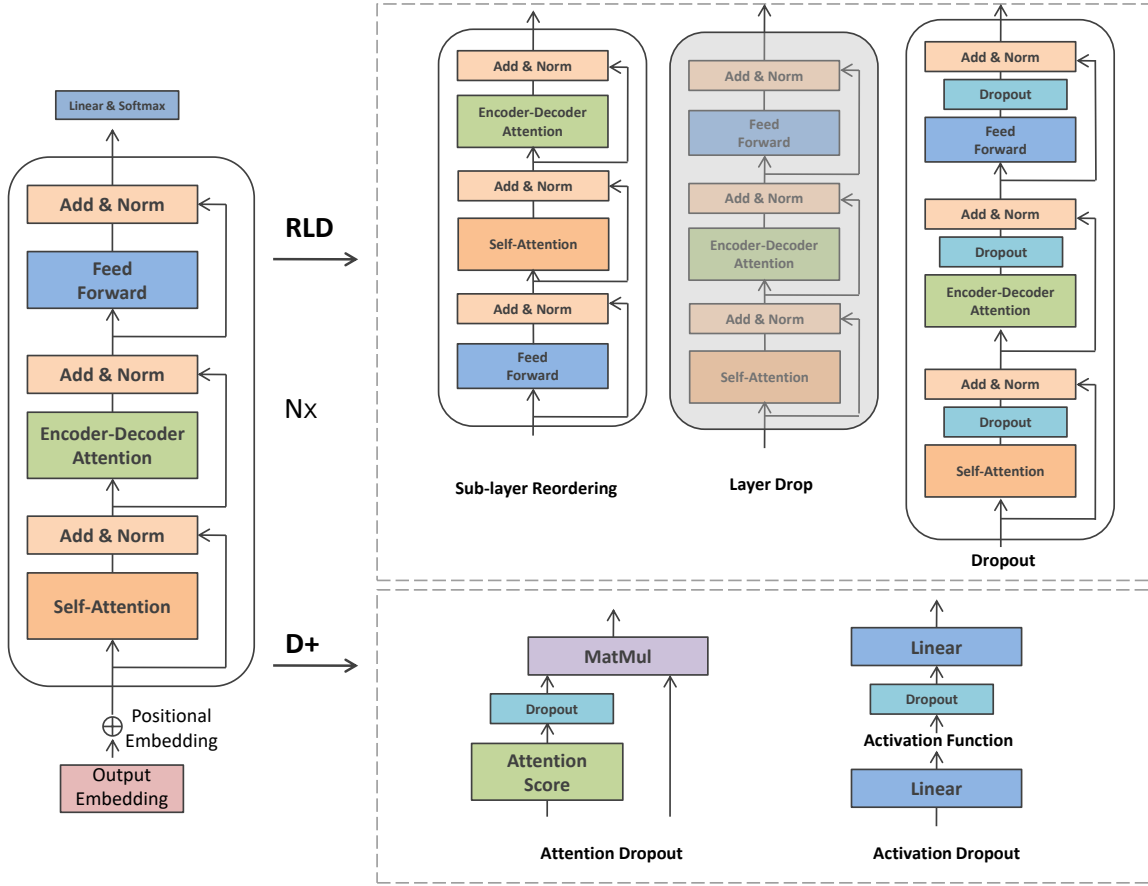 Linear & Softmax
Add & Norm
Feed
Forward
Add & Norm
Encoder-Decoder
Attention
Add & Norm
Self-Attention
Positional
Embedding
Output
Embedding
RLD
Nx
D+
Add & Norm
Encoder-Decoder
Attention
Add & Norm
Self-Attention
Add & Norm
Feed
Forward
Sub-layer Reordering
Add & Norm
Feed
Forward
Add & Norm
Encoder-Decoder
Attention
Add & Norm
Self-Attention
Layer Drop
Add & Norm
Dropout
Feed
Forward
Add & Norm
Dropout
Encoder-Decoder
Attention
Add & Norm
Dropout
Self-Attention
Dropout
MatMul
Dropout
Attention
Score
Attention Dropout
Linear
Dropout
Activation Function
Linear
Activation Dropout